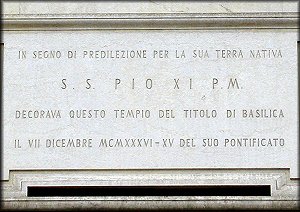 IN SEGNO DI PREDILEZIONE PER LA SUA TERRA NATIVA
S. S. PIO XI P.M.
DECORAVA QUESTO TEMPIO DEL TITOLO DI BASILICA
IL VII DICEMBRE MCMXXXVI-XV DEL SUO PONTIFICATO